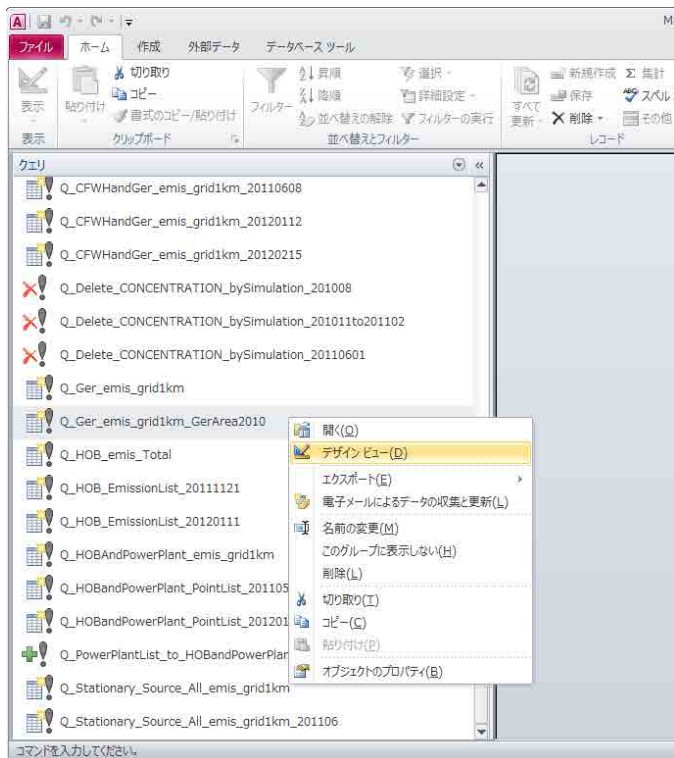 A
M
ファイル ホーム 作成 外部データ データベース ツール
表示
表示
貼り付け
切り取り
コピー
書式のコピー/貼り付け
クリップボード
フィルター
昇順
降順
並べ替えの解除
選択
詳細設定
フィルターの実行
並べ替えとフィルター
すべて
更新
新規作成
保存
削除
Σ 集計
スペル
その他
レコード
クエリ
Q_CFWHandGer_emis_grid1km_20110608
Q_CFWHandGer_emis_grid1km_20120112
Q_CFWHandGer_emis_grid1km_20120215
Q_Delete_CONCENTRATION_bySimulation_201008
Q_Delete_CONCENTRATION_bySimulation_201011to201102
Q_Delete_CONCENTRATION_bySimulation_20110601
Q_Ger_emis_grid1km
Q_Ger_emis_grid1km_GerArea2010
Q_HOB_emis_Total
Q_HOB_EmissionList_20111121
Q_HOB_EmissionList_20120111
Q_HOBAndPowerPlant_emis_grid1km
Q_HOBandPowerPlant_PointList_201105
Q_HOBandPowerPlant_PointList_201201
Q_PowerPlantList_to_HOBandPowerPlan
Q_Stationary_Source_All_emis_grid1km
Q_Stationary_Source_All_emis_grid1km_201106
開く(O)
デザイン ビュー(D)
エクスポート(E)
電子メールによるデータの収集と更新(L)
名前の変更(M)
このグループに表示しない(H)
削除(L)
切り取り(T)
コピー(C)
貼り付け(P)
オブジェクトのプロパティ(B)
コマンドを入力してください。